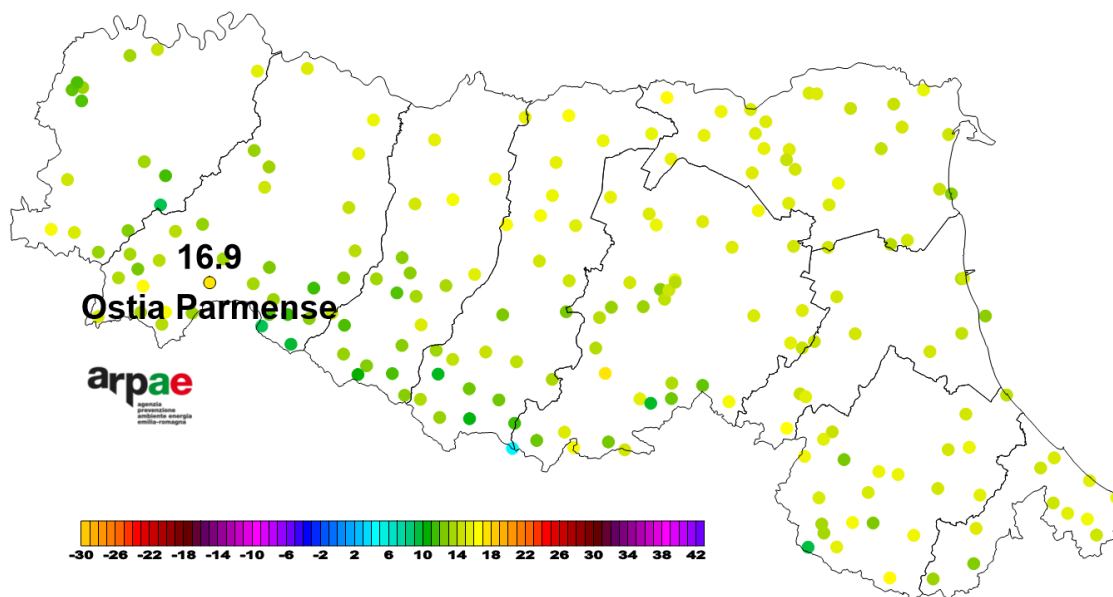 16.9
Ostia Parmense
arpae
agenzia
prevenzione
ambiente energia
emilia-romagna
-30 -26 -22 -18 -14 -10 -6 -2 2 6 10 14 18 22 26 30 34 38 42